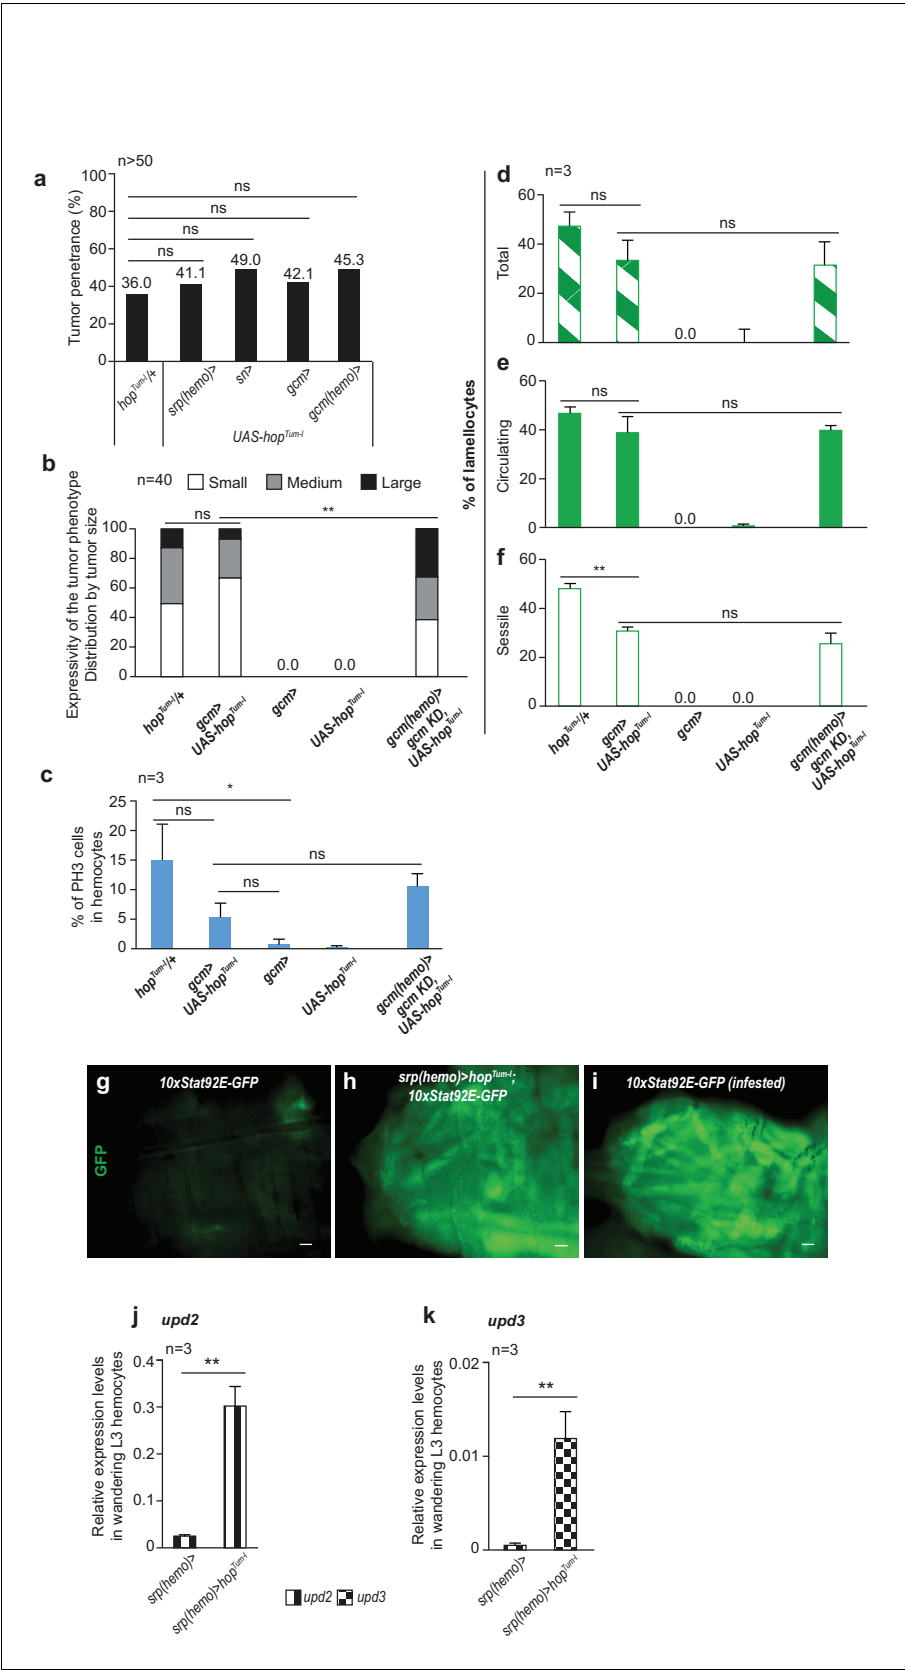 a
n>50
Tumor penetrance (%)
100
80
60
40
20
0
ns
ns
ns
ns
36.0
41.1
49.0
42.1
45.3
hopTum-l/+
srp(hemo)>
sn>
gcm>
gcm(hemo)>
UAS-hopTum-l
b
n=40
Small
Medium
Large
Expressivity of the tumor phenotype
Distribution by tumor size
100
80
60
40
20
0
ns
**
0.0
0.0
hopTum-l/+
gcm>
UAS-hopTum-l
gcm>
UAS-hopTum-l
gcm(hemo)>
gcm KD,
UAS-hopTum-l
c
n=3
% of PH3 cells
in hemocytes
25
20
15
10
5
0
*
ns
ns
ns
hopTum-l/+
gcm>
UAS-hopTum-l
gcm>
UAS-hopTum-l
gcm(hemo)>
gcm KD,
UAS-hopTum-l
% of lamellocytes
d
n=3
Total
60
40
20
0
ns
ns
0.0
e
Circulating
60
40
20
0
ns
ns
0.0
f
Sessile
60
40
20
0
**
ns
0.0
0.0
hopTum-l/+
gcm>
UAS-hopTum-l
gcm>
UAS-hopTum-l
gcm(hemo)>
gcm KD,
UAS-hopTum-l
GFP
g
10xStat92E-GFP
h
srp(hemo)>hopTum-l;
10xStat92E-GFP
i
10xStat92E-GFP (infested)
j
upd2
n=3
Relative expression levels
in wandering L3 hemocytes
0.4
0.3
0.2
0.1
0
**
srp(hemo)>
srp(hemo)>hopTum-l
k
upd3
n=3
Relative expression levels
in wandering L3 hemocytes
0.02
0.01
0
**
srp(hemo)>
srp(hemo)>hopTum-l
upd2
upd3